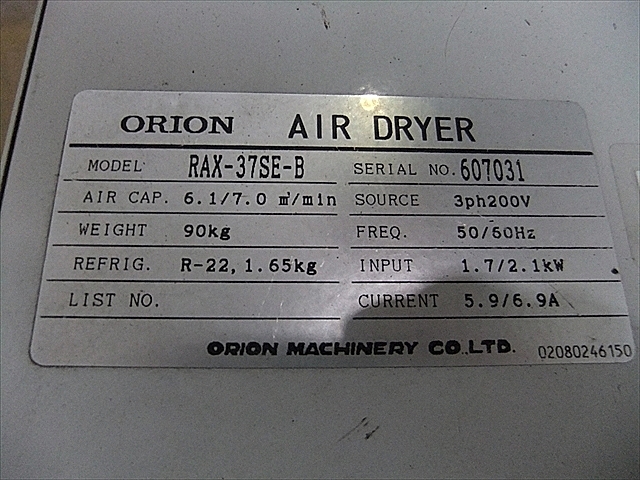 ORION AIR DRYER
MODEL RAX-37SE-B SERIAL NO. 607031
AIR CAP. 6.1/7.0 m³/min SOURCE 3ph200V
WEIGHT 90kg FREQ. 50/60Hz
REFRIG. R-22, 1.65kg INPUT 1.7/2.1kW
LIST NO. CURRENT 5.9/6.9A
ORION MACHINERY CO.,LTD. 02080246150